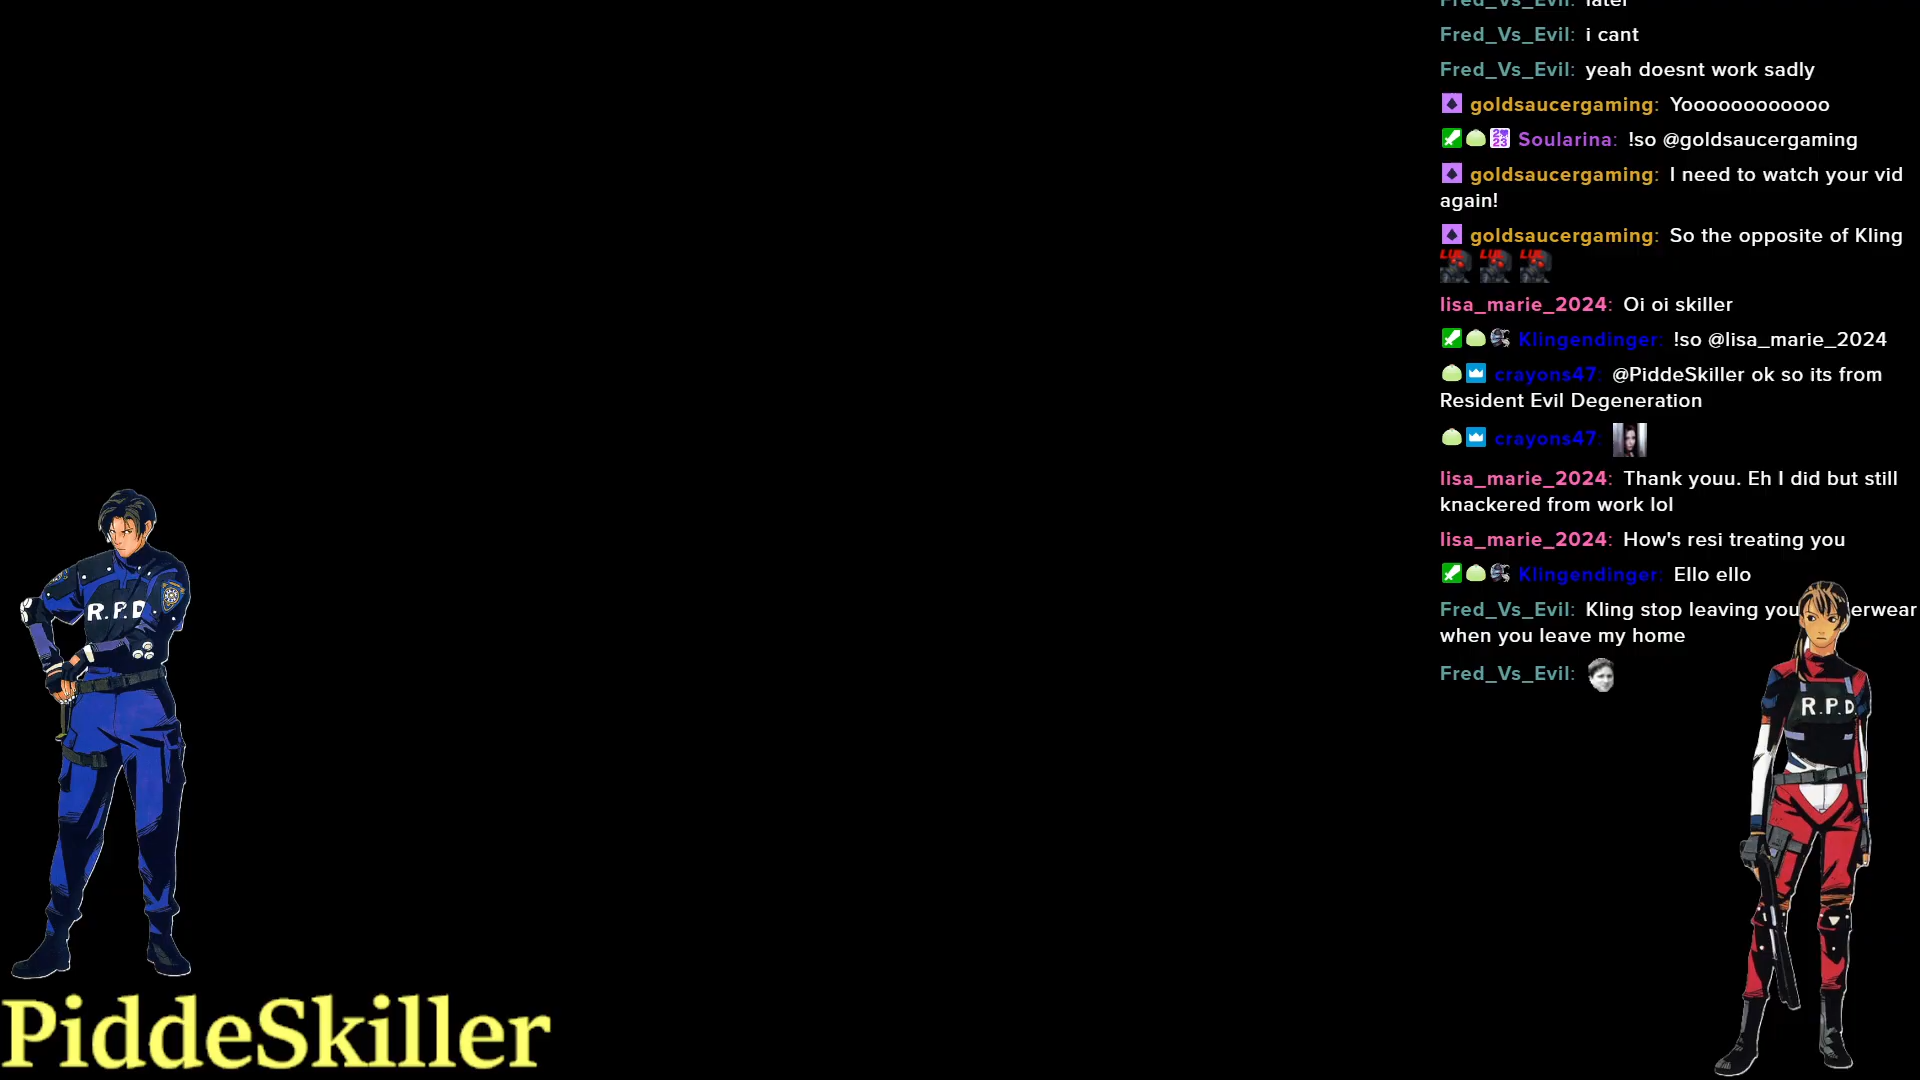 Fred_Vs_Evil: later
Fred_Vs_Evil: i cant
Fred_Vs_Evil: yeah doesnt work sadly
goldsaucergaming: Yoooooooooooo
Soularina: !so @goldsaucergaming
goldsaucergaming: I need to watch your vid
again!
goldsaucergaming: So the opposite of Kling
lisa_marie_2024: Oi oi skiller
Klingendinger: !so @lisa_marie_2024
crayons47: @PiddeSkiller ok so its from
Resident Evil Degeneration
crayons47:
lisa_marie_2024: Thank youu. Eh I did but still
knackered from work lol
lisa_marie_2024: How's resi treating you
Klingendinger: Ello ello
Fred_Vs_Evil: Kling stop leaving
when you leave my home
Fred_Vs_Evil:
R.P.D
R.P.D.
PiddeSkiller